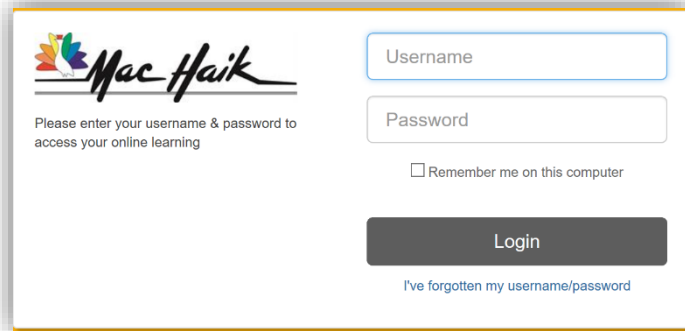 Mac Haik
Please enter your username & password to
access your online learning
Username
Password
Remember me on this computer
Login
I've forgotten my username/password